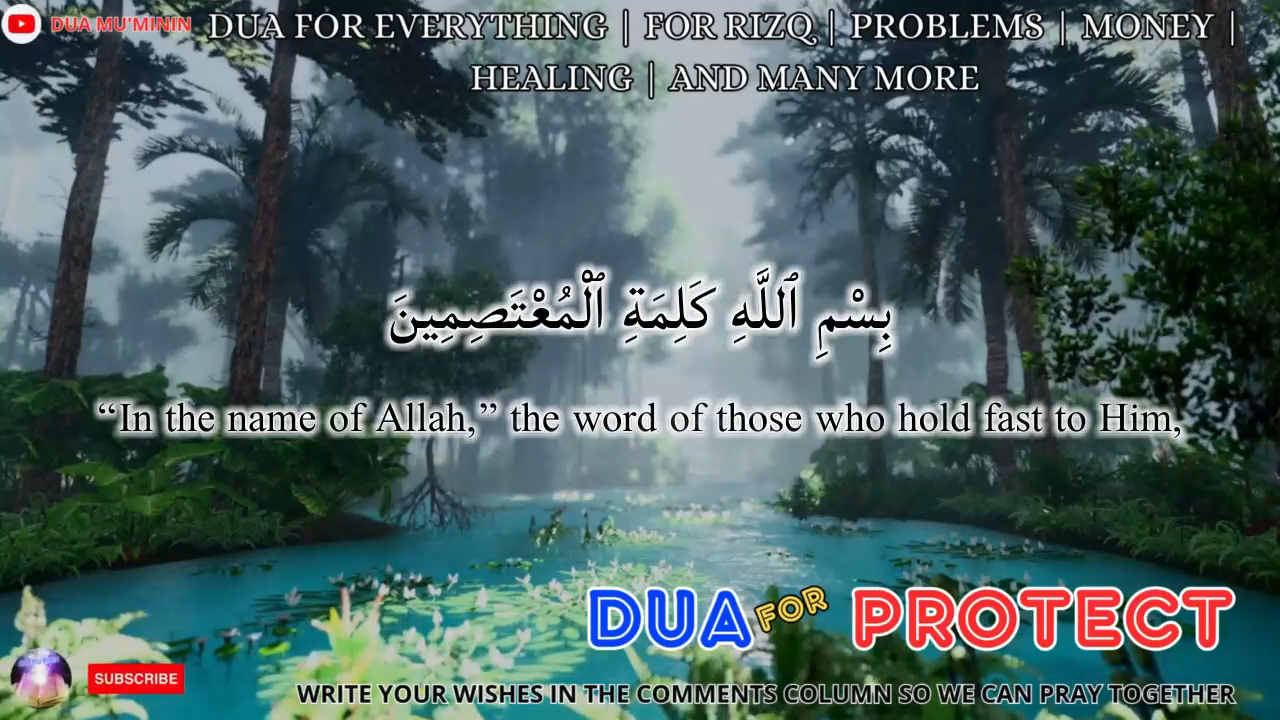 DUA MU'MININ
DUA FOR EVERYTHING | FOR RIZQ | PROBLEMS | MONEY |
HEALING | AND MANY MORE
بِسْمِ ٱللَّهِ كَلِمَةِ ٱلْمُعْتَصِمِينَ
“In the name of Allah,” the word of those who hold fast to Him,
DUA FOR PROTECT
SUBSCRIBE
WRITE YOUR WISHES IN THE COMMENTS COLUMN SO WE CAN PRAY TOGETHER